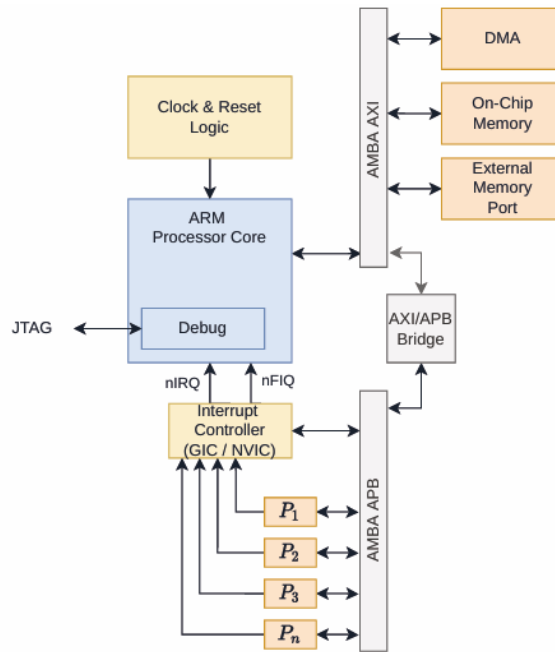 DMA
Clock & Reset
Logic
AMBA AXI
On-Chip
Memory
External
Memory
Port
ARM
Processor Core
JTAG
Debug
AXI/APB
Bridge
nIRQ
nFIQ
Interrupt
Controller
(GIC / NVIC)
AMBA APB
P₁
P₂
P₃
Pₙ